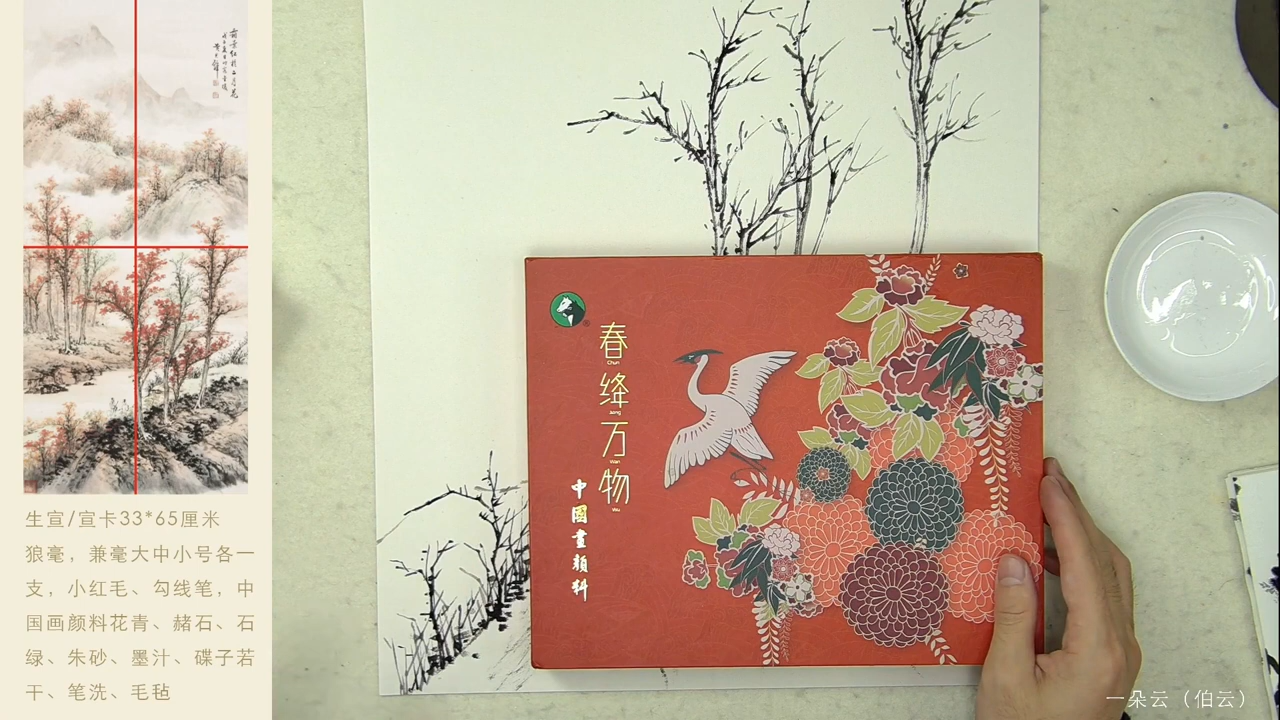 生宣/宣卡33*65厘米
狼毫，兼毫大中小号各一
支，小红毛、勾线笔，中
国画颜料花青、赭石、石
绿、朱砂、墨汁、碟子若
干、笔洗、毛毡
春绛万物
中國畫顔料
一朵云（伯云）